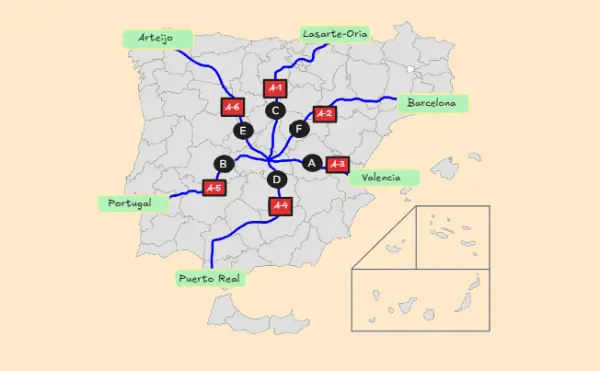 Arteijo
Lasarte-Oria
A-1
A-6
C
A-2
Barcelona
E
F
B
A
A-3
Valencia
D
A-5
Portugal
A-4
Puerto Real